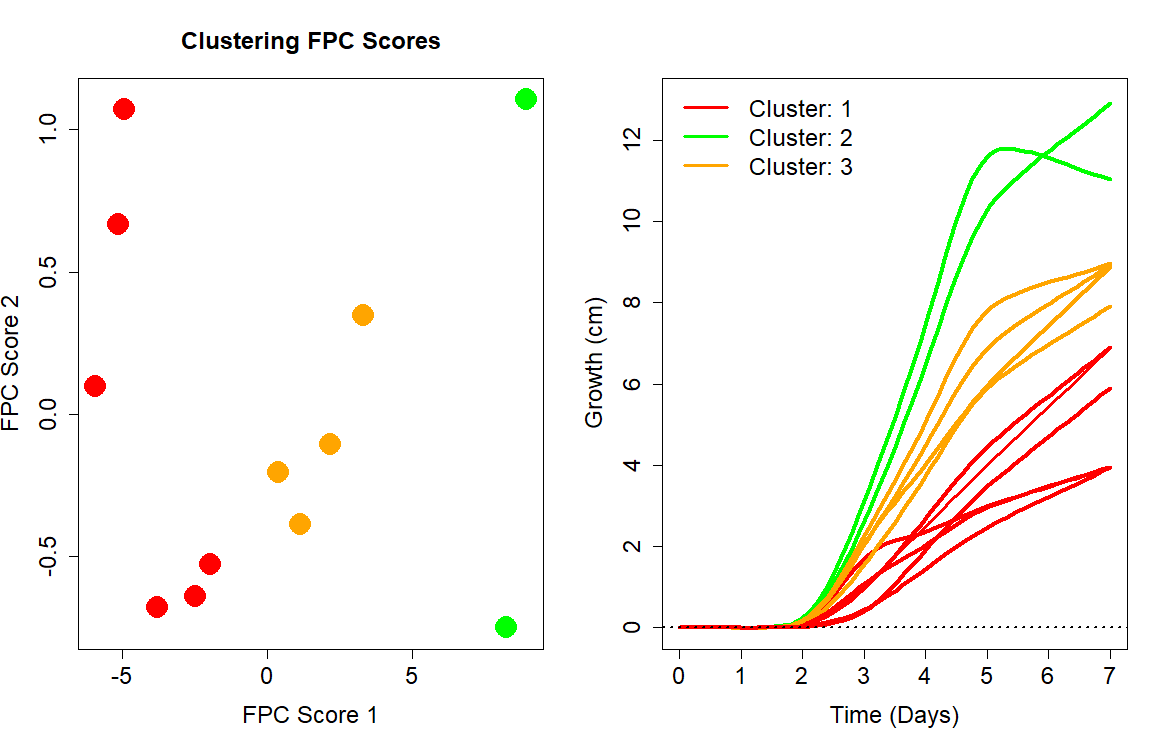 Clustering FPC Scores
FPC Score 2
1.0
0.5
0.0
-0.5
-5
0
5
FPC Score 1
Cluster: 1
Cluster: 2
Cluster: 3
Growth (cm)
12
10
8
6
4
2
0
0 1 2 3 4 5 6 7
Time (Days)